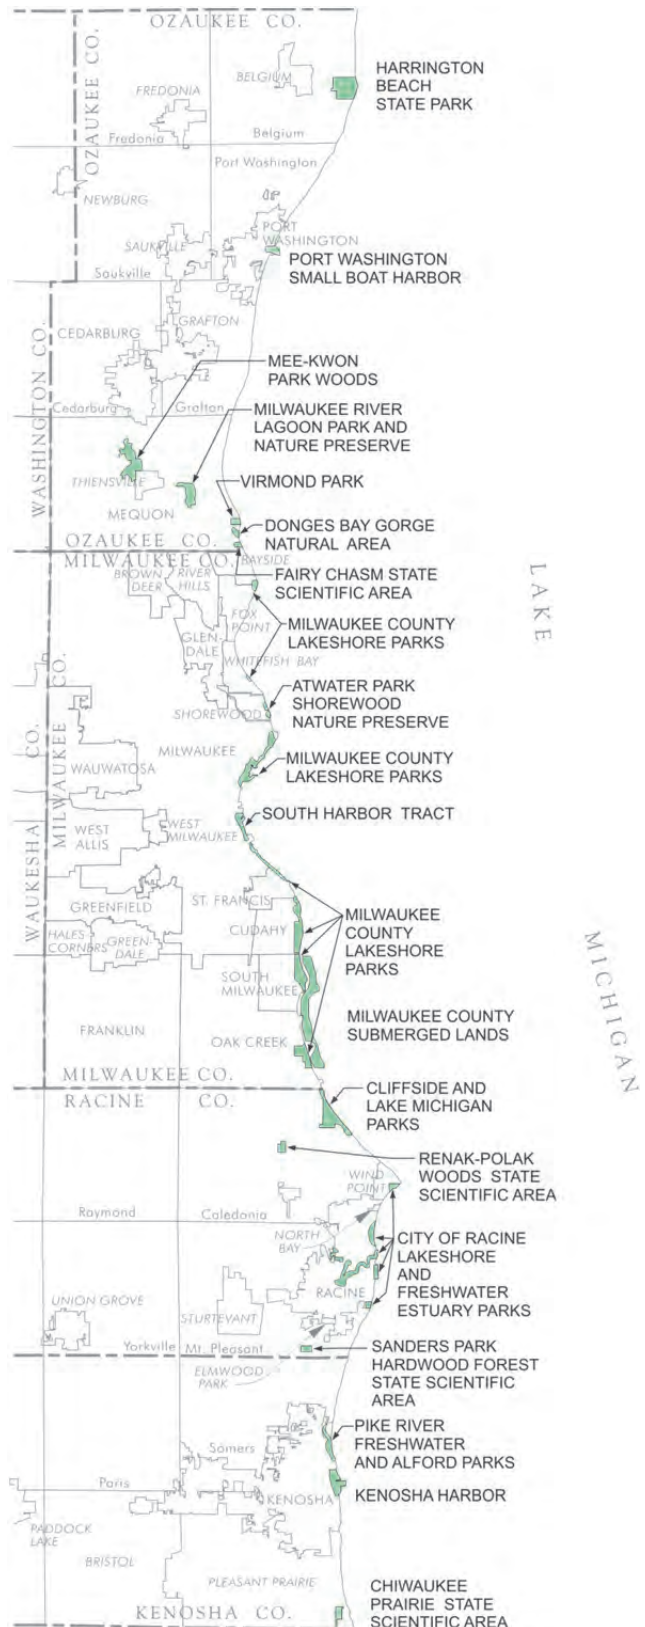 OZAUKEE CO.
OZAUKEE CO.
BELGIUM
HARRINGTON
BEACH
STATE PARK
FREDONIA
Fredonia
Belgium
Port Washington
NEWBURG
PORT
WASHINGTON
SAUKVILLE
PORT WASHINGTON
SMALL BOAT HARBOR
Saukville
WASHINGTON CO.
GRAFTON
CEDARBURG
MEE-KWON
PARK WOODS
Cedarburg
Grafton
MILWAUKEE RIVER
LAGOON PARK AND
NATURE PRESERVE
THIENSVILLE
VIRMOND PARK
MEQUON
DONGES BAY GORGE
NATURAL AREA
OZAUKEE CO.
MILWAUKEE CO.
BAYSIDE
BROWN
DEER
RIVER
HILLS
FAIRY CHASM STATE
SCIENTIFIC AREA
LAKE
FOX
POINT
MILWAUKEE COUNTY
LAKESHORE PARKS
GLEN-
DALE
WHITEFISH BAY
ATWATER PARK
SHOREWOOD
NATURE PRESERVE
SHOREWOOD
WAUKESHA CO.
MILWAUKEE CO.
MILWAUKEE
MILWAUKEE COUNTY
LAKESHORE PARKS
WAUWATOSA
SOUTH HARBOR TRACT
WEST
ALLIS
WEST
MILWAUKEE
ST. FRANCIS
GREENFIELD
MILWAUKEE
COUNTY
LAKESHORE
PARKS
CUDAHY
HALES
CORNERS
GREEN-
DALE
MICHIGAN
SOUTH
MILWAUKEE
MILWAUKEE COUNTY
SUBMERGED LANDS
FRANKLIN
OAK CREEK
MILWAUKEE CO.
RACINE CO.
CLIFFSIDE AND
LAKE MICHIGAN
PARKS
RENAK-POLAK
WOODS STATE
SCIENTIFIC AREA
WIND
POINT
Raymond
Caledonia
NORTH
BAY
CITY OF RACINE
LAKESHORE
AND
FRESHWATER
ESTUARY PARKS
RACINE
UNION GROVE
STURTEVANT
Yorkville
Mt. Pleasant
SANDERS PARK
HARDWOOD FOREST
STATE SCIENTIFIC
AREA
ELMWOOD
PARK
PIKE RIVER
FRESHWATER
AND ALFORD PARKS
Somers
Paris
KENOSHA
KENOSHA HARBOR
PADDOCK
LAKE
BRISTOL
PLEASANT PRAIRIE
CHIWAUKEE
PRAIRIE STATE
SCIENTIFIC AREA
KENOSHA CO.